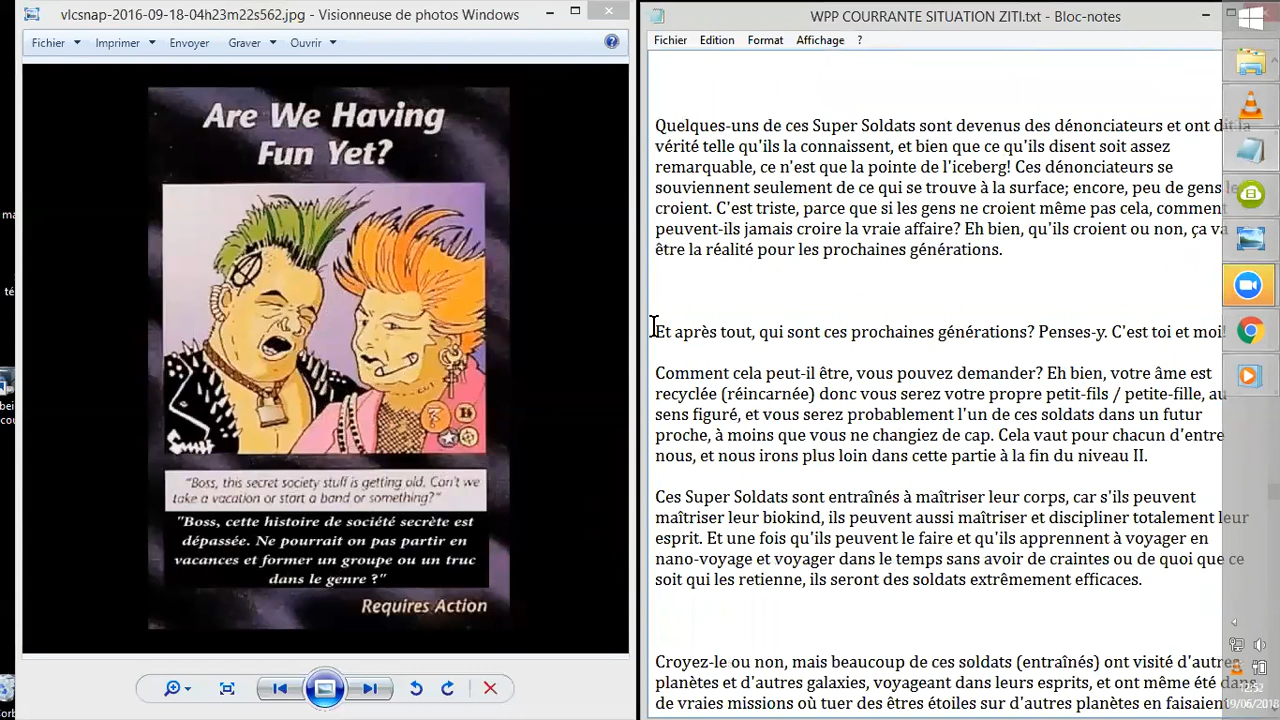 vlcsnap-2016-09-18-04h23m22s562.jpg - Visionneuse de photos Windows
Fichier Imprimer Envoyer Graver Ouvrir
Are We Having
Fun Yet?
"Boss, this secret society stuff is getting old. Can't we
take a vacation or start a band or something?"
"Boss, cette histoire de société secrète est
dépassée. Ne pourrait on pas partir en
vacances et former un groupe ou un truc
dans le genre ?"
Requires Action
WPP COURRANTE SITUATION ZITI.txt - Bloc-notes
Fichier Edition Format Affichage ?
Quelques-uns de ces Super Soldats sont devenus des dénonciateurs et ont dit la
vérité telle qu'ils la connaissent, et bien que ce qu'ils disent soit assez
remarquable, ce n'est que la pointe de l'iceberg! Ces dénonciateurs se
souviennent seulement de ce qui se trouve à la surface; encore, peu de gens le
croient. C'est triste, parce que si les gens ne croient même pas cela, comment
peuvent-ils jamais croire la vraie affaire? Eh bien, qu'ils croient ou non, ça va
être la réalité pour les prochaines générations.
Et après tout, qui sont ces prochaines générations? Penses-y. C'est toi et moi!
Comment cela peut-il être, vous pouvez demander? Eh bien, votre âme est
recyclée (réincarnée) donc vous serez votre propre petit-fils / petite-fille, au
sens figuré, et vous serez probablement l'un de ces soldats dans un futur
proche, à moins que vous ne changiez de cap. Cela vaut pour chacun d'entre
nous, et nous irons plus loin dans cette partie à la fin du niveau II.
Ces Super Soldats sont entraînés à maîtriser leur corps, car s'ils peuvent
maîtriser leur biokind, ils peuvent aussi maîtriser et discipliner totalement leur
esprit. Et une fois qu'ils peuvent le faire et qu'ils apprennent à voyager en
nano-voyage et voyager dans le temps sans avoir de craintes ou de quoi que ce
soit qui les retienne, ils seront des soldats extrêmement efficaces.
Croyez-le ou non, mais beaucoup de ces soldats (entraînés) ont visité d'autres
planètes et d'autres galaxies, voyageant dans leurs esprits, et ont même été dans
de vraies missions où tuer des êtres étoiles sur d'autres planètes en faisaient
12:52
19/06/2018